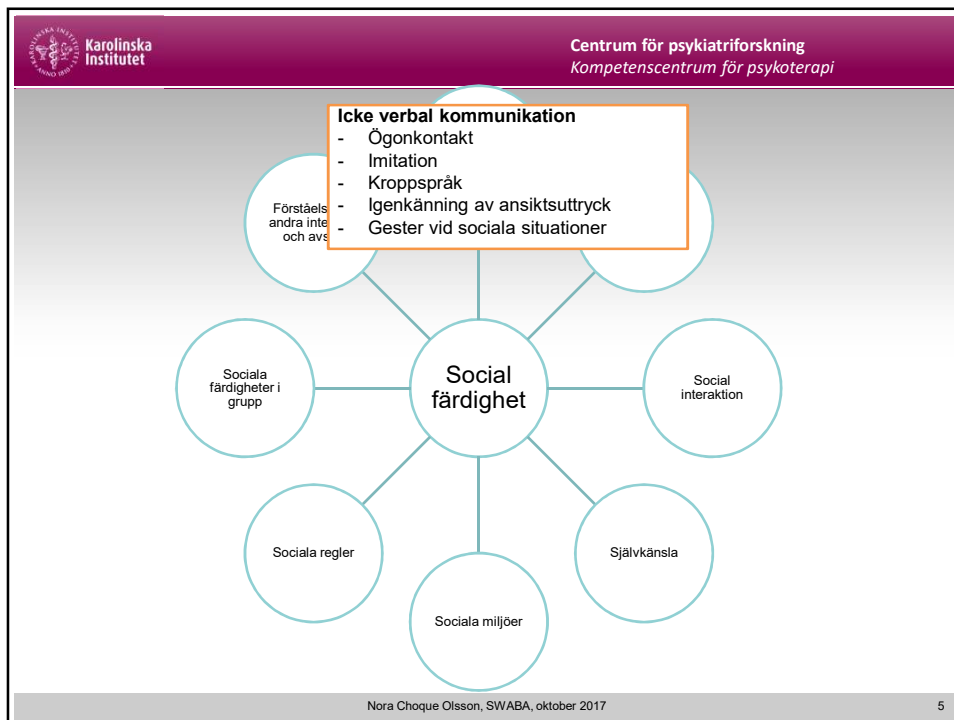 Karolinska
Institutet
Centrum för psykiatriforskning
Kompetenscentrum för psykoterapi
Icke verbal kommunikation
- Ögonkontakt
- Imitation
- Kroppspråk
- Igenkänning av ansiktsuttryck
- Gester vid sociala situationer
andra
och
Sociala
färdigheter i
grupp
Social
färdighet
Social
interaktion
Sociala regler
Självkänsla
Sociala miljöer
Nora Choque Olsson, SWABA, oktober 2017
5